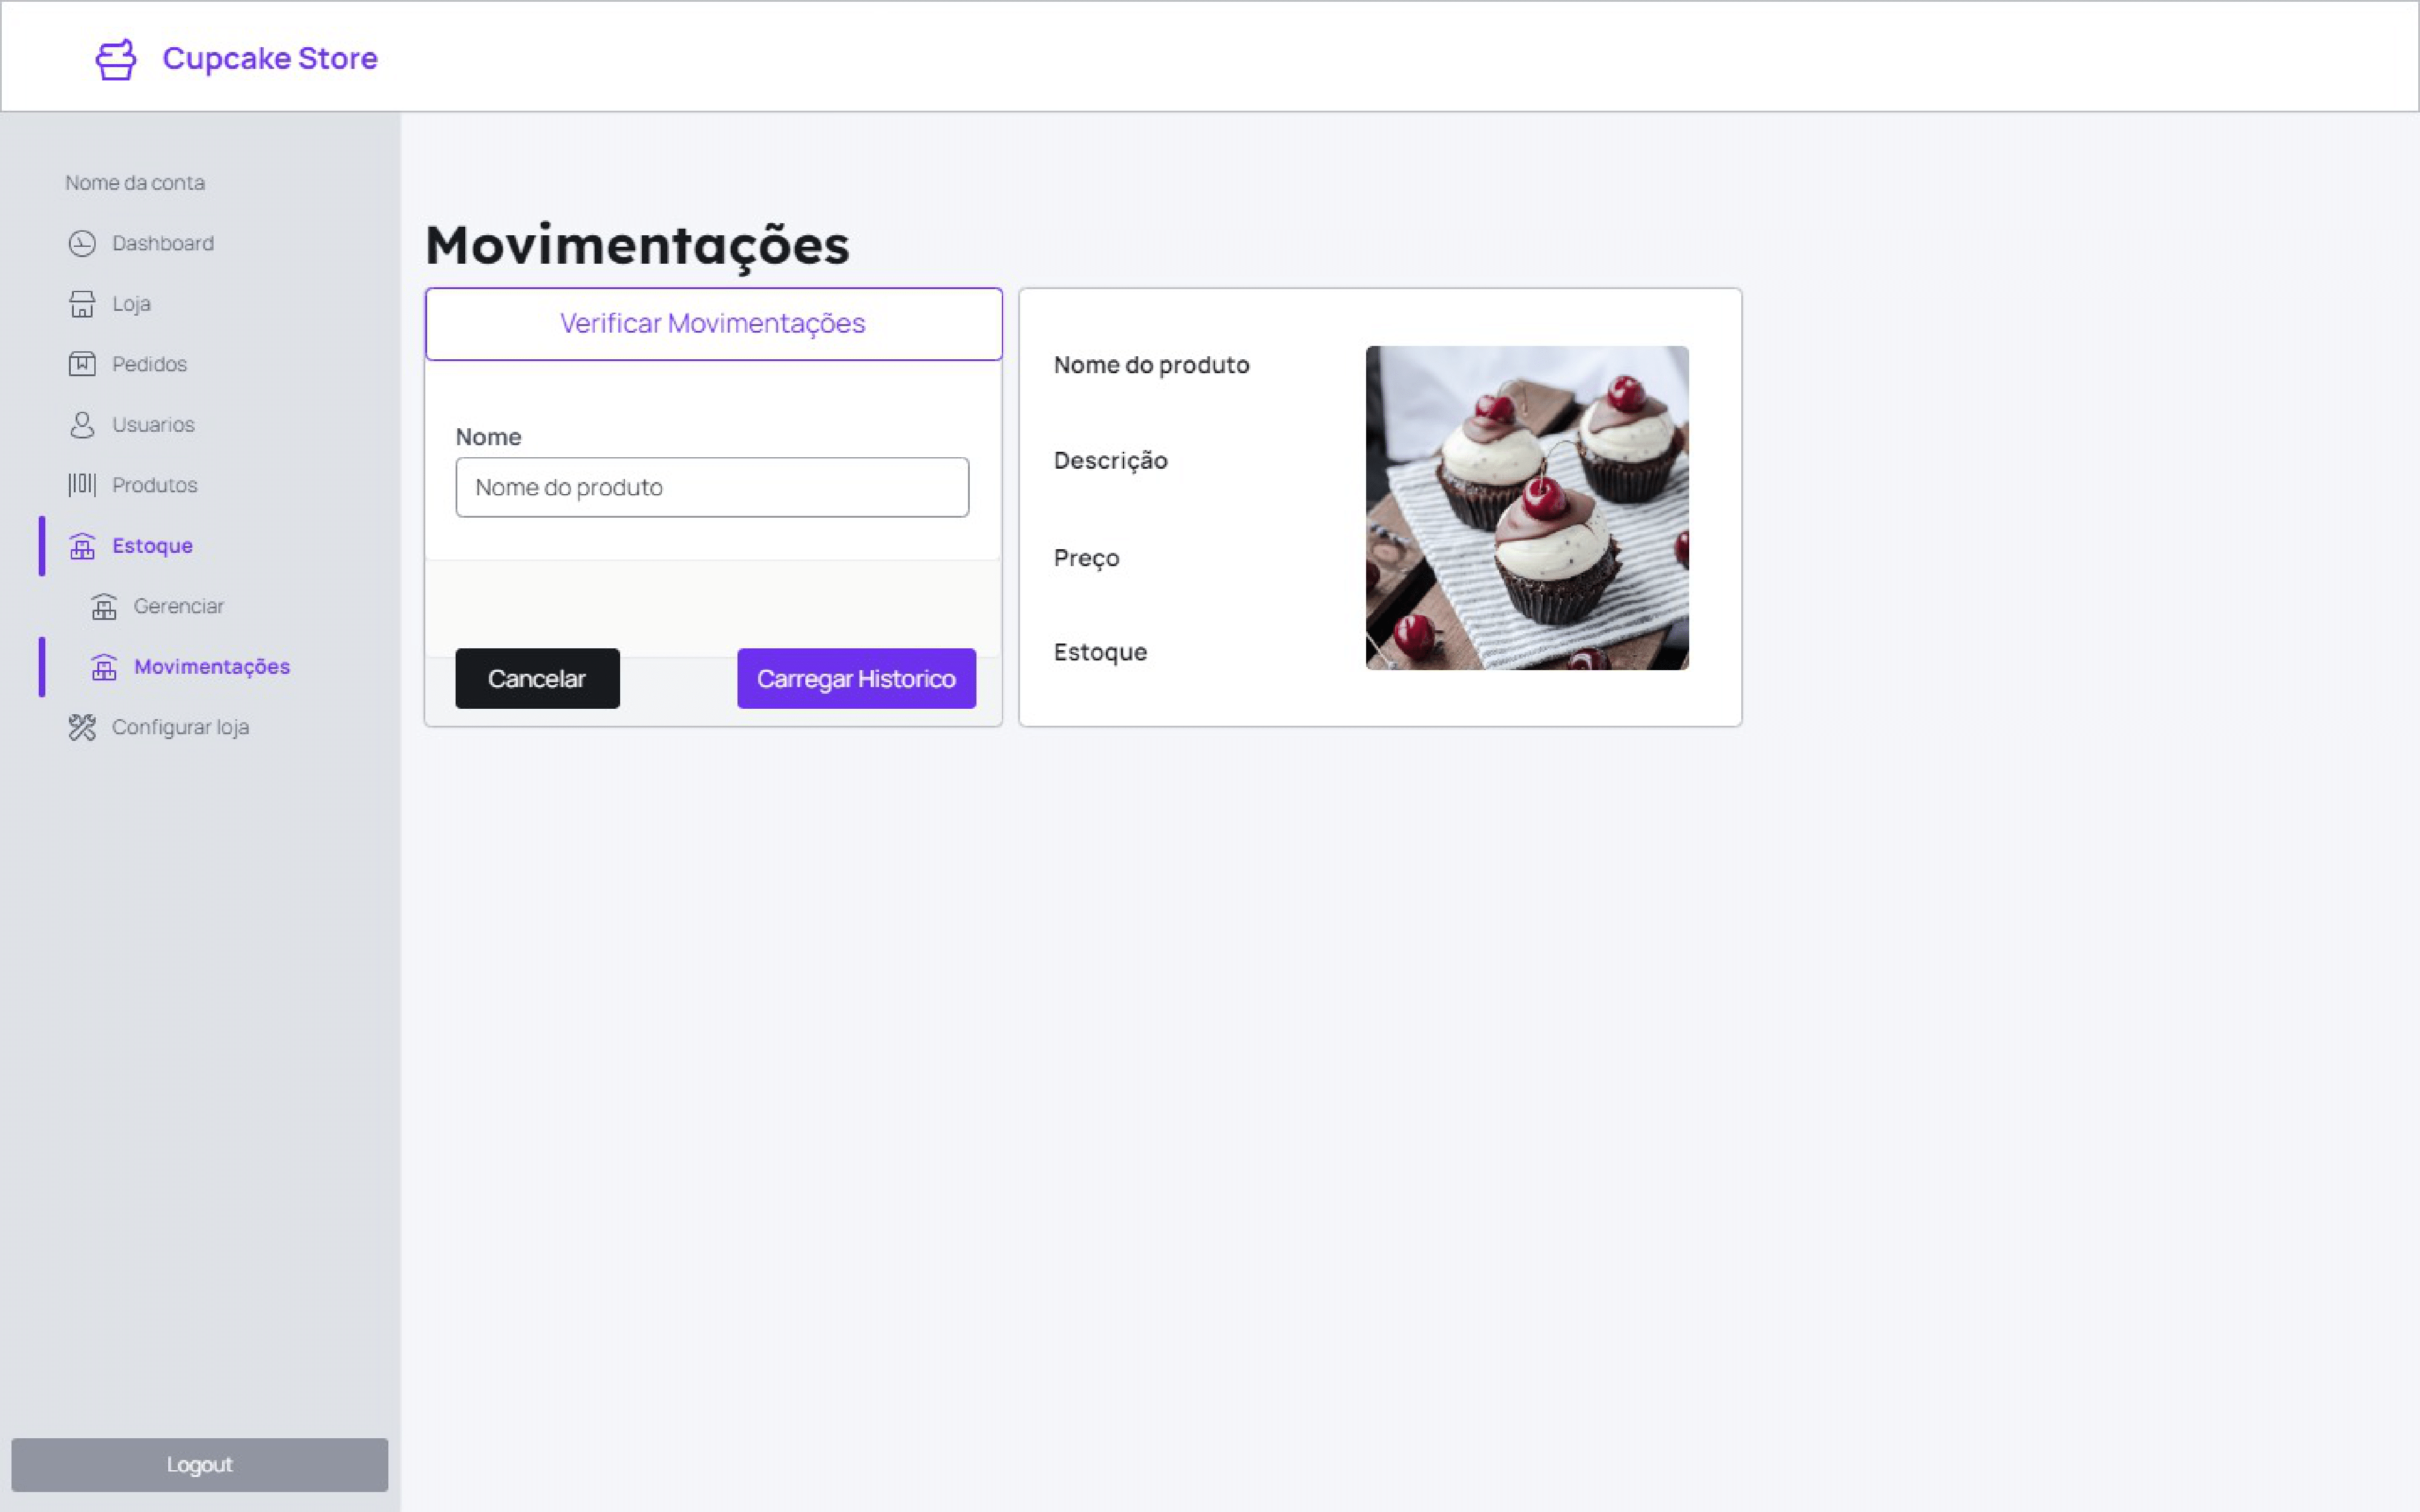 Cupcake Store
Nome da conta
Dashboard
Loja
Pedidos
Usuarios
Produtos
Estoque
Gerenciar
Movimentações
Configurar loja
Logout
Movimentações
Verificar Movimentações
Nome
Nome do produto
Cancelar
Carregar Historico
Nome do produto
Descrição
Preço
Estoque